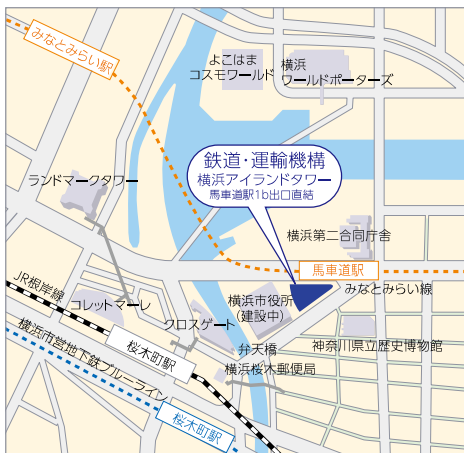 みなとみらい駅
よこはま
コスモワールド
横浜
ワールドポーターズ
鉄道・運輸機構
横浜アイランドタワー
馬車道駅1b出口直結
ランドマークタワー
横浜第二合同庁舎
馬車道駅
みなとみらい線
JR根岸線
コレットマーレ
横浜市役所
(建設中)
クロスゲート
桜木町駅
弁天橋
神奈川県立歴史博物館
横浜桜木郵便局
横浜市営地下鉄ブルーライン
桜木町駅